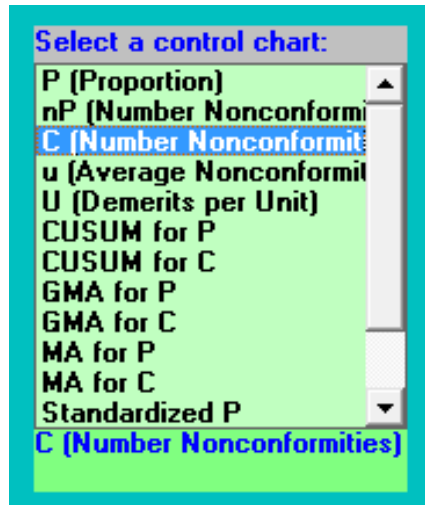 Select a control chart:
P (Proportion)
nP (Number Nonconformi
C (Number Nonconformit
u (Average Nonconformit
U (Demerits per Unit)
CUSUM for P
CUSUM for C
GMA for P
GMA for C
MA for P
MA for C
Standardized P
C (Number Nonconformities)